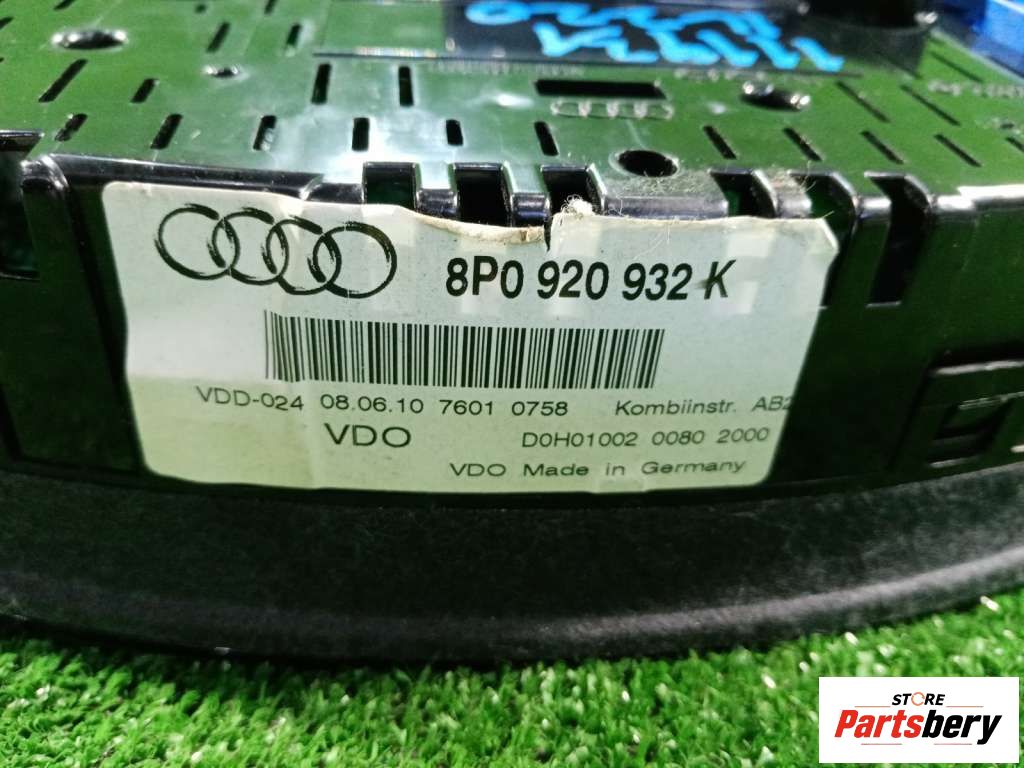 8P0 920 932 K
VDD-024 08.06.10 7601 0758 Kombiinstr. AB2
VDO D0H01002 0080 2000
VDO Made in Germany
STORE
Partsbery